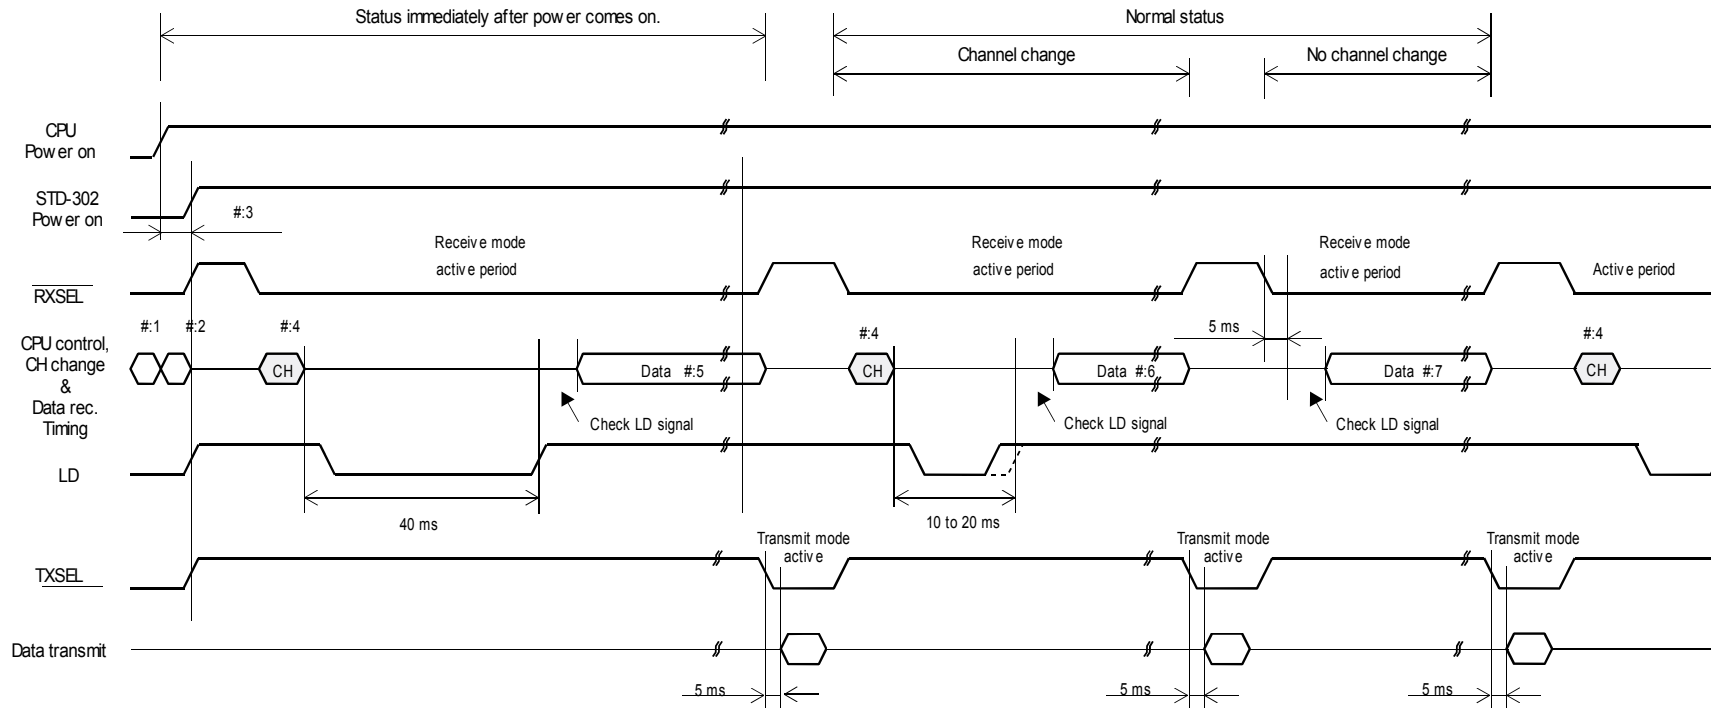 Status immediately after power comes on.
Normal status
Channel change
No channel change
CPU
Power on
STD-302
Power on
#:3
Receive mode
active period
Receive mode
active period
Receive mode
active period
Active period
RXSEL
#:1
#:2
#:4
#:4
5 ms
#:4
CPU control,
CH change
&
Data rec.
Timing
CH
Data #:5
CH
Data #:6
Data #:7
CH
Check LD signal
Check LD signal
Check LD signal
LD
40 ms
10 to 20 ms
Transmit mode
active
Transmit mode
active
Transmit mode
active
TXSEL
Data transmit
5 ms
5 ms
5 ms